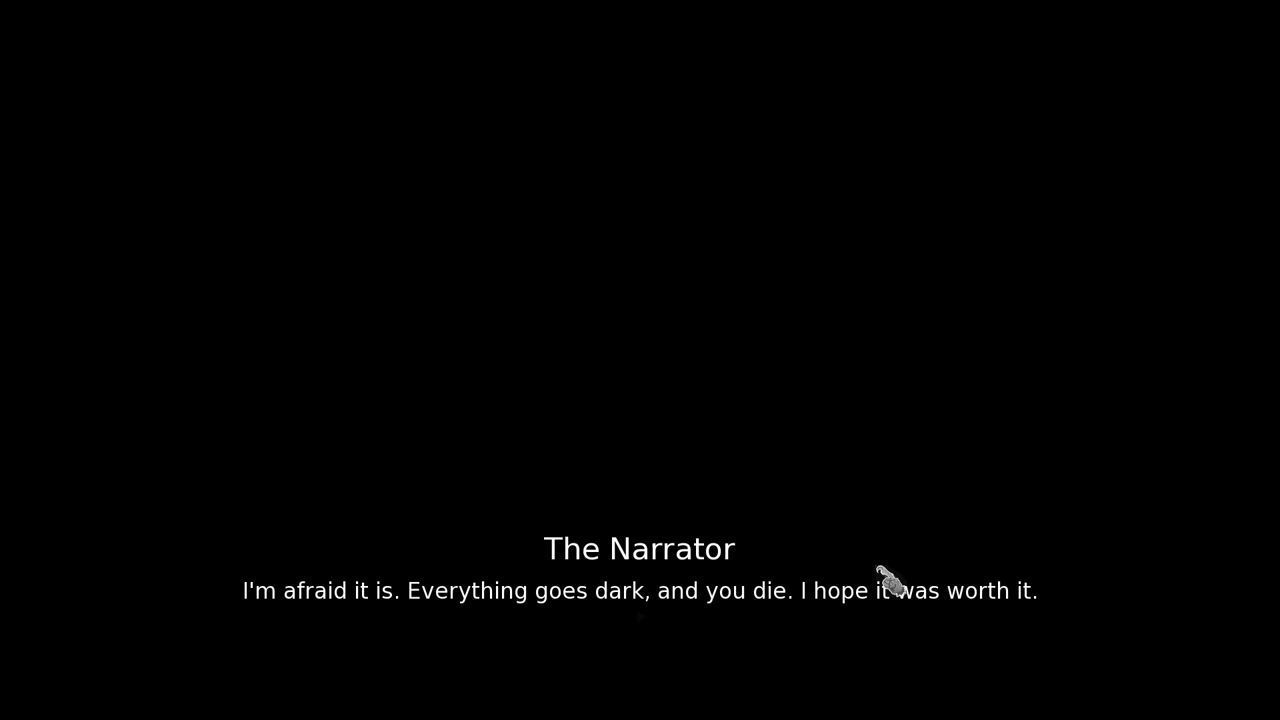 The Narrator
I'm afraid it is. Everything goes dark, and you die. I hope it was worth it.